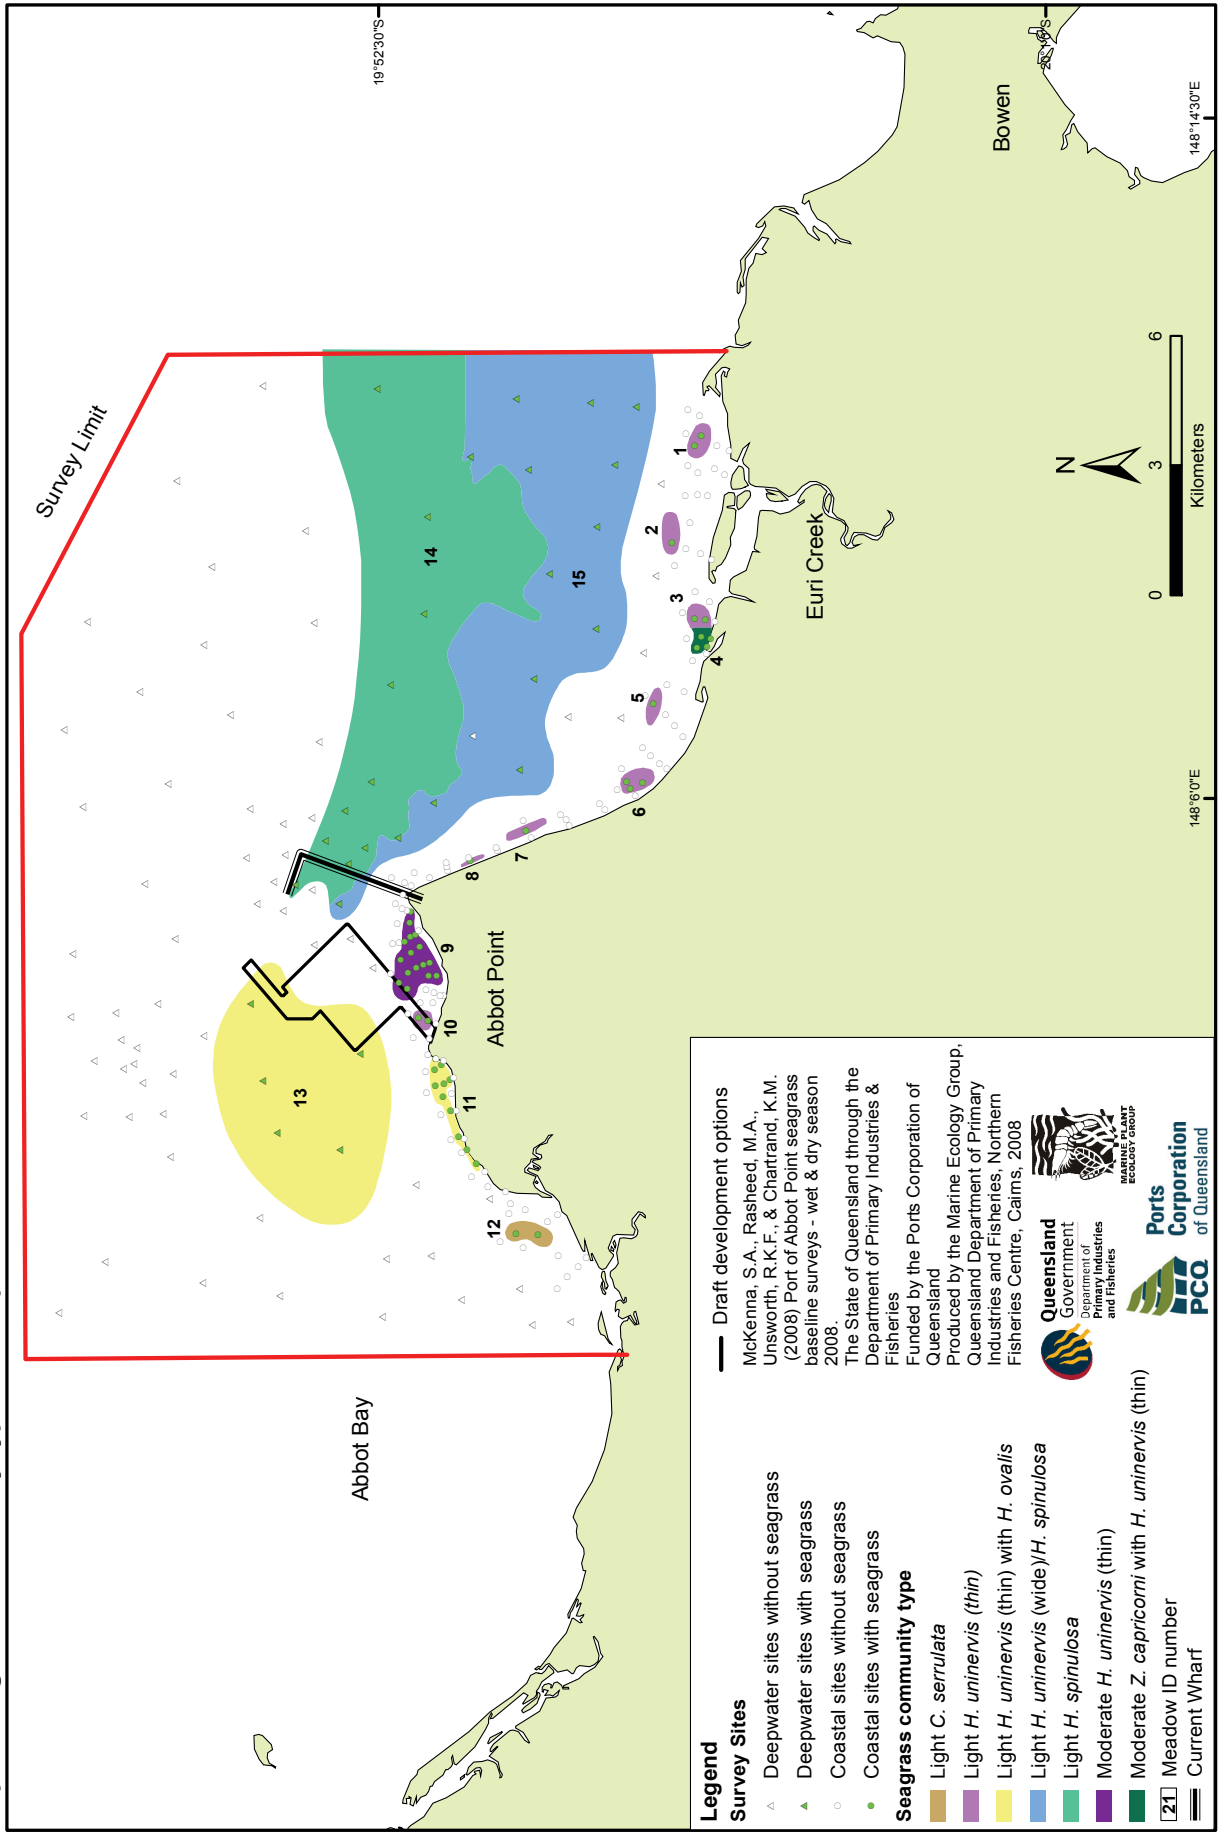 Survey Limit
19°52'30"S
20°1'0"S
Abbot Bay
14
15
13
1
2
3
4
5
6
7
8
9
10
11
12
Abbot Point
Euri Creek
Bowen
N
0 3 6
Kilometers
148°6'0"E
148°14'30"E
Legend
Survey Sites
Deepwater sites without seagrass
Deepwater sites with seagrass
Coastal sites without seagrass
Coastal sites with seagrass
Seagrass community type
Light C. serrulata
Light H. uninervis (thin)
Light H. uninervis (thin) with H. ovalis
Light H. uninervis (wide)/H. spinulosa
Light H. spinulosa
Moderate H. uninervis (thin)
Moderate Z. capricorni with H. uninervis (thin)
21 Meadow ID number
Current Wharf
Draft development options
McKenna, S.A., Rasheed, M.A.,
Unsworth, R.K.F., & Chartrand, K.M.
(2008) Port of Abbot Point seagrass
baseline surveys - wet & dry season
2008.
The State of Queensland through the
Department of Primary Industries &
Fisheries
Funded by the Ports Corporation of
Queensland
Produced by the Marine Ecology Group,
Queensland Department of Primary
Industries and Fisheries, Northern
Fisheries Centre, Cairns, 2008
Queensland
Government
Department of
Primary Industries
and Fisheries
MARINE PLANT
ECOLOGY GROUP
PCQ
Ports
Corporation
of Queensland